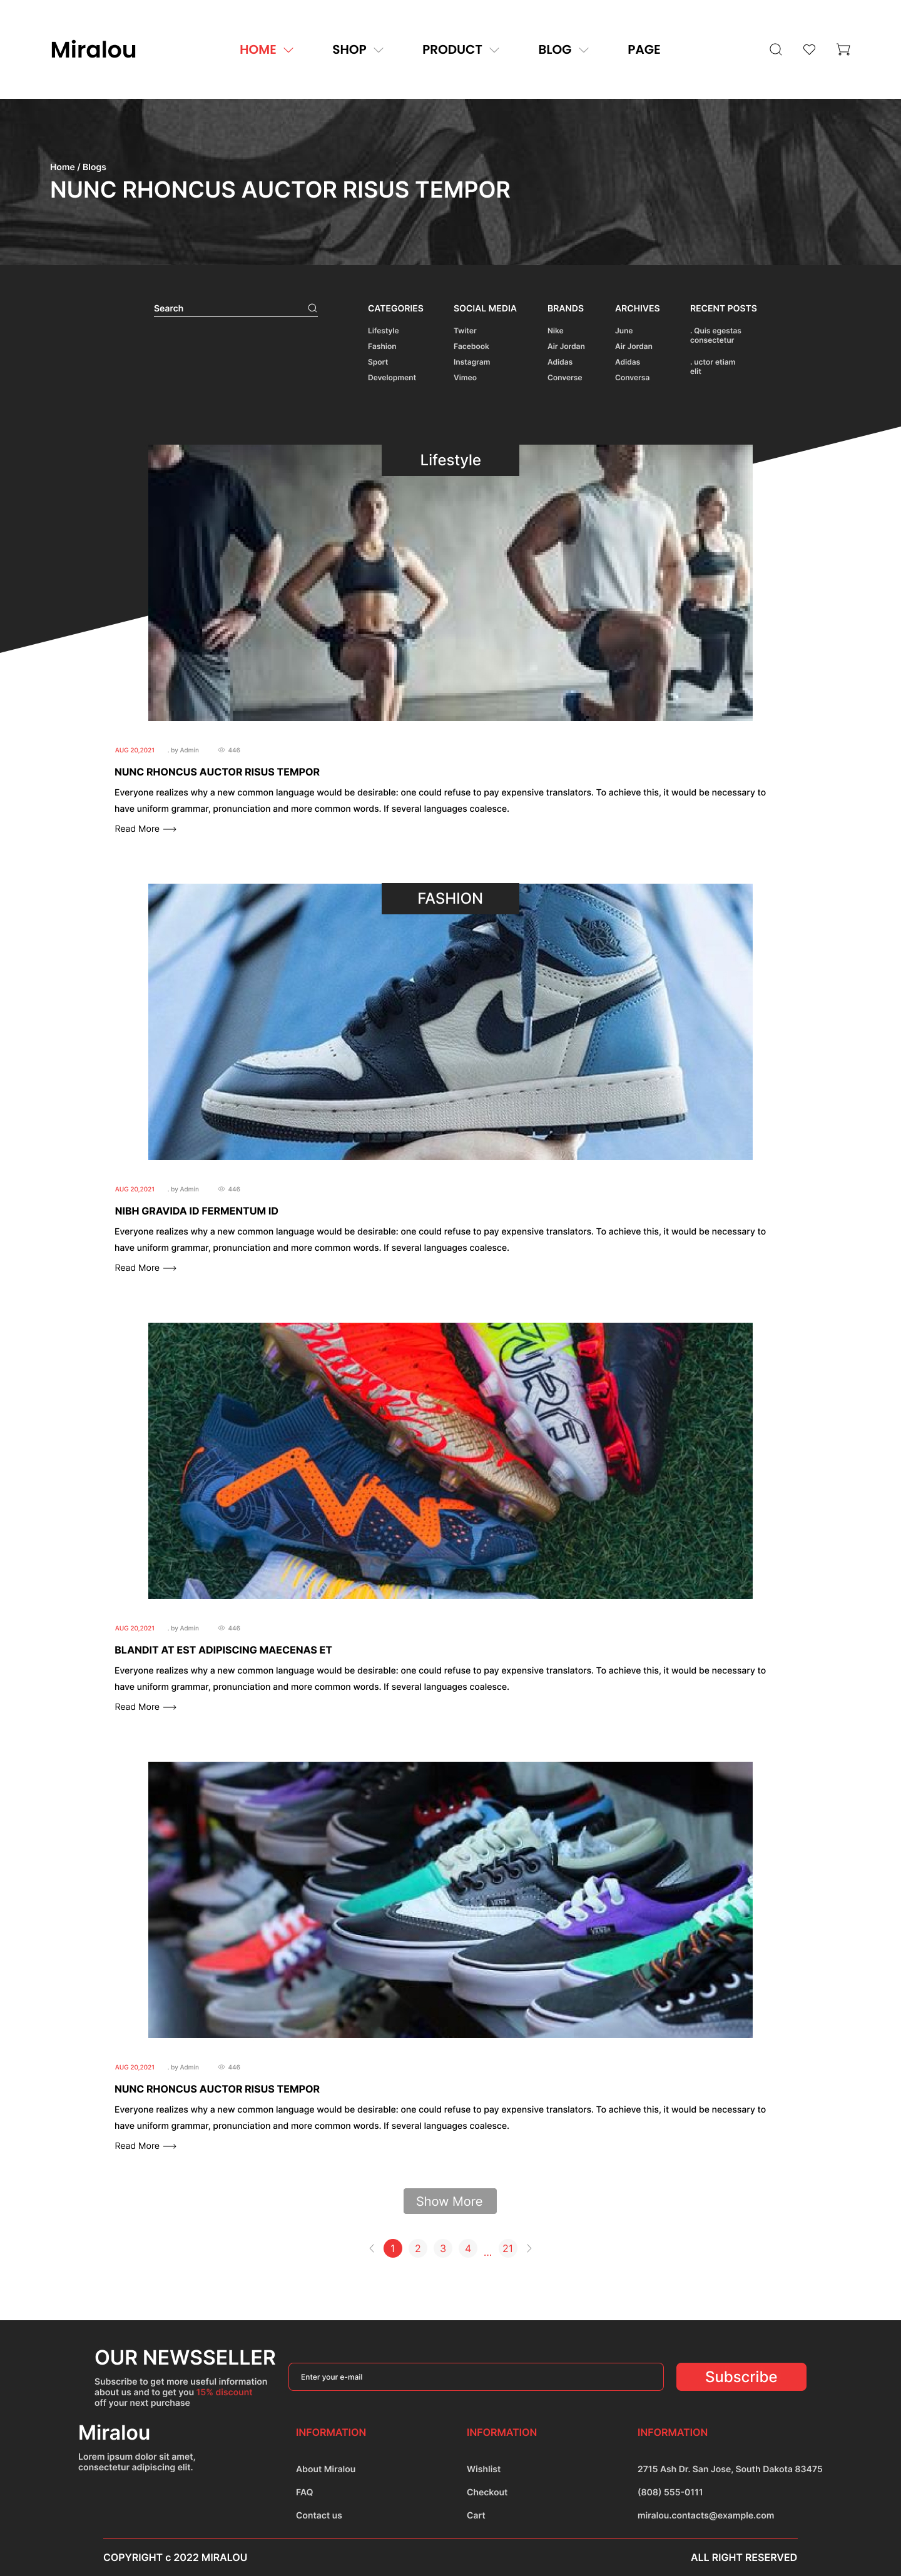 Miralou
HOME
SHOP
PRODUCT
BLOG
PAGE
Home / Blogs
NUNC RHONCUS AUCTOR RISUS TEMPOR
Search
CATEGORIES
Lifestyle
Fashion
Sport
Development
SOCIAL MEDIA
Twiter
Facebook
Instagram
Vimeo
BRANDS
Nike
Air Jordan
Adidas
Converse
ARCHIVES
June
Air Jordan
Adidas
Conversa
RECENT POSTS
. Quis egestas
consectetur
. uctor etiam
elit
Lifestyle
AUG 20,2021 . by Admin 446
NUNC RHONCUS AUCTOR RISUS TEMPOR
Everyone realizes why a new common language would be desirable: one could refuse to pay expensive translators. To achieve this, it would be necessary to
have uniform grammar, pronunciation and more common words. If several languages coalesce.
Read More
FASHION
AUG 20,2021 . by Admin 446
NIBH GRAVIDA ID FERMENTUM ID
Everyone realizes why a new common language would be desirable: one could refuse to pay expensive translators. To achieve this, it would be necessary to
have uniform grammar, pronunciation and more common words. If several languages coalesce.
Read More
AUG 20,2021 . by Admin 446
BLANDIT AT EST ADIPISCING MAECENAS ET
Everyone realizes why a new common language would be desirable: one could refuse to pay expensive translators. To achieve this, it would be necessary to
have uniform grammar, pronunciation and more common words. If several languages coalesce.
Read More
VANS
VANS
AUG 20,2021 . by Admin 446
NUNC RHONCUS AUCTOR RISUS TEMPOR
Everyone realizes why a new common language would be desirable: one could refuse to pay expensive translators. To achieve this, it would be necessary to
have uniform grammar, pronunciation and more common words. If several languages coalesce.
Read More
Show More
1 2 3 4 ... 21
OUR NEWSSELLER
Subscribe to get more useful information
about us and to get you 15% discount
off your next purchase
Enter your e-mail
Subscribe
Miralou
Lorem ipsum dolor sit amet,
consectetur adipiscing elit.
INFORMATION
About Miralou
FAQ
Contact us
INFORMATION
Wishlist
Checkout
Cart
INFORMATION
2715 Ash Dr. San Jose, South Dakota 83475
(808) 555-0111
miralou.contacts@example.com
COPYRIGHT c 2022 MIRALOU
ALL RIGHT RESERVED